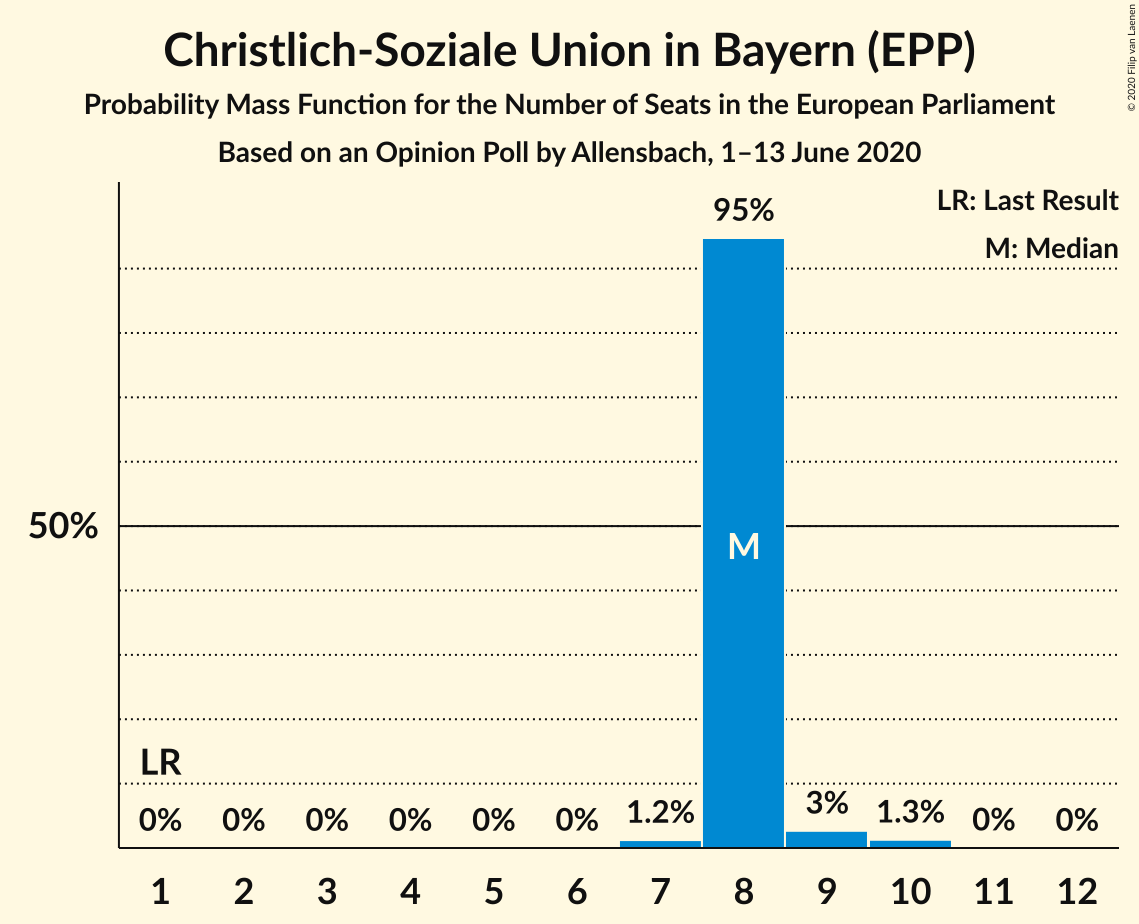 Christlich-Soziale Union in Bayern (EPP)
Probability Mass Function for the Number of Seats in the European Parliament
Based on an Opinion Poll by Allensbach, 1–13 June 2020
© 2020 Filip van Laenen
LR: Last Result
M: Median
95%
50%
M
LR
0% 0% 0% 0% 0% 0% 1.2% 3% 1.3% 0% 0%
1 2 3 4 5 6 7 8 9 10 11 12